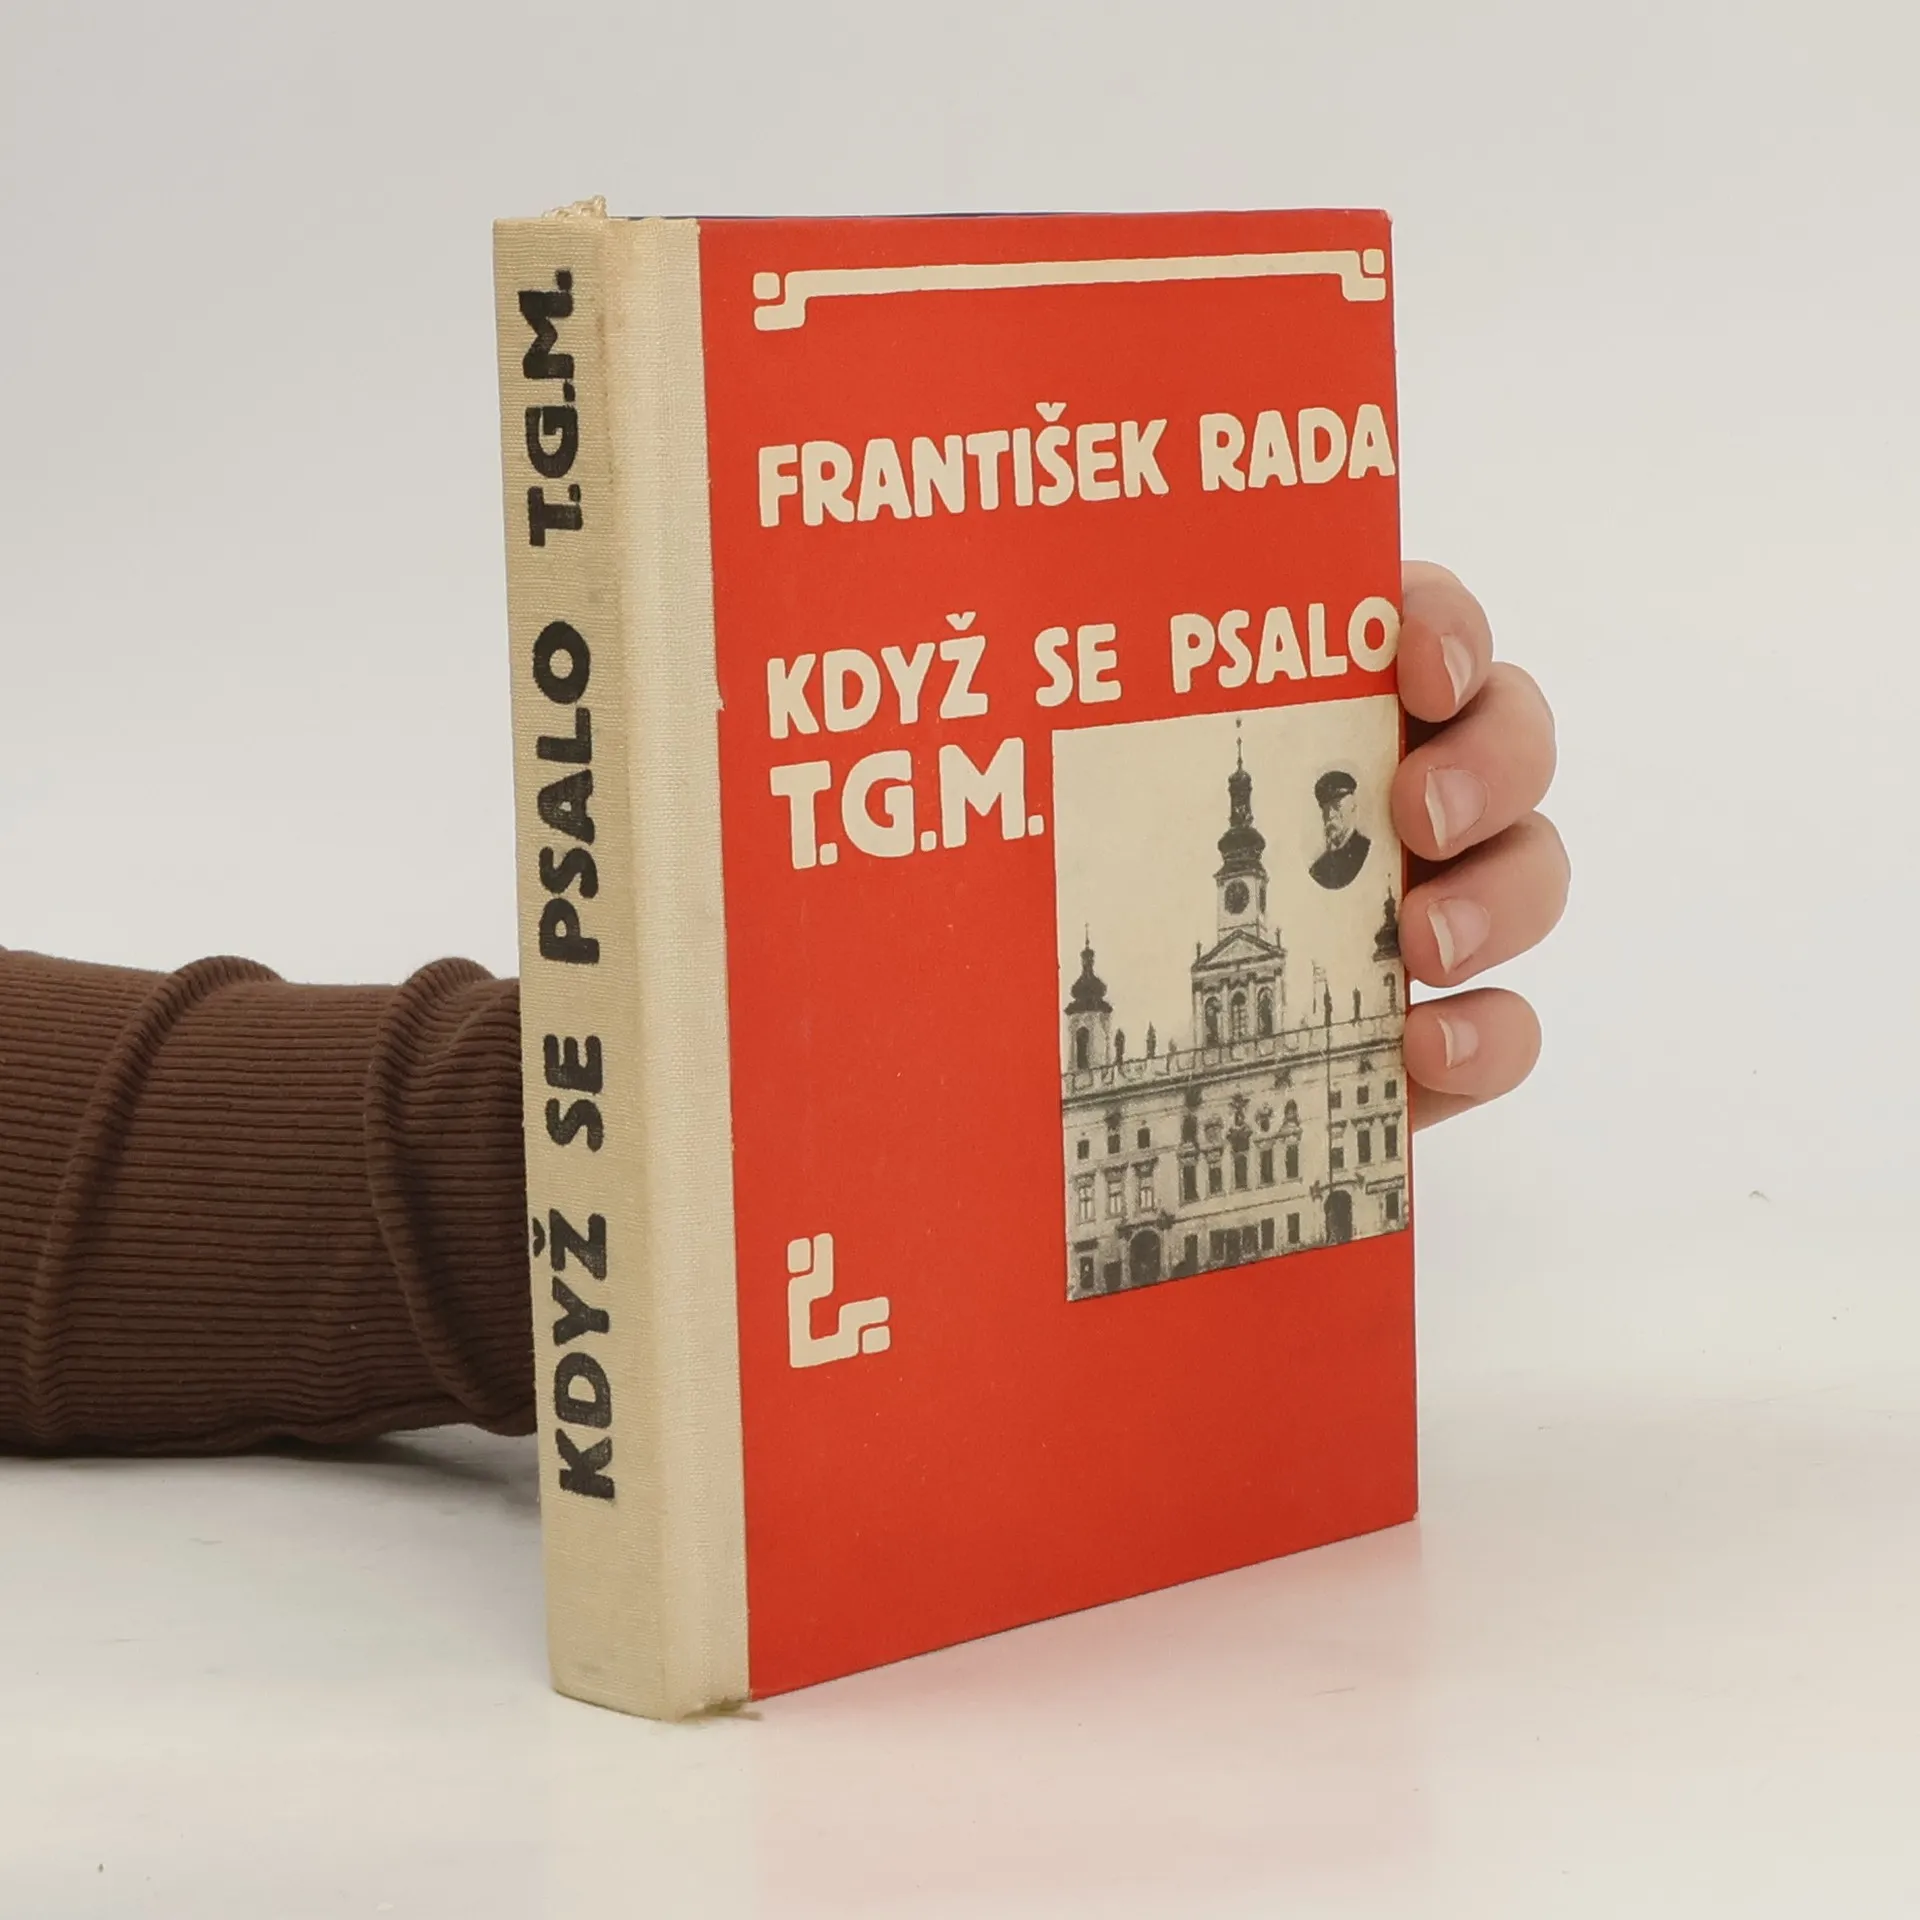 KDYŽ SE PSALO T.G.M.
FRANTIŠEK RADA
KDYŽ SE PSALO
T.G.M.